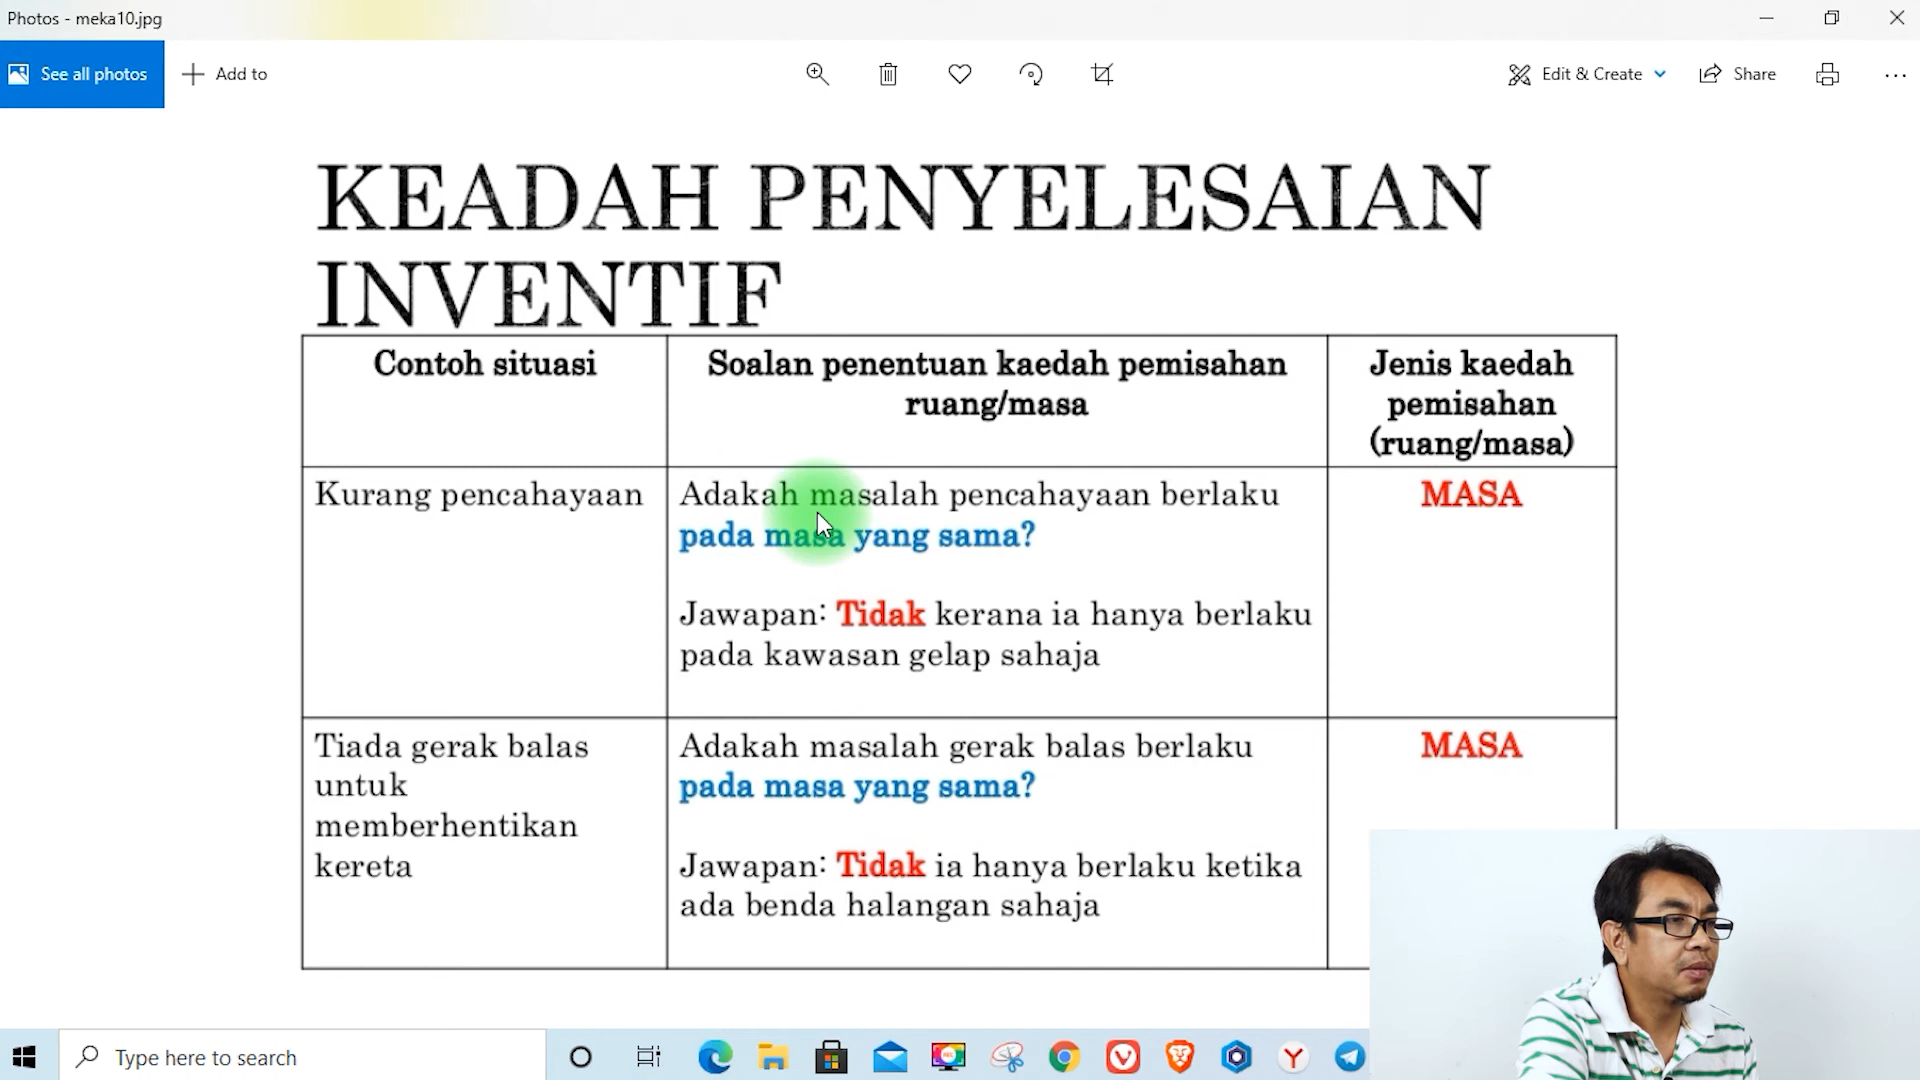 Photos - meka10.jpg
See all photos
Add to
Edit & Create
Share
KEADAH PENYELESAIAN
INVENTIF
Contoh situasi
Soalan penentuan kaedah pemisahan
ruang/masa
Jenis kaedah
pemisahan
(ruang/masa)
Kurang pencahayaan
Adakah masalah pencahayaan berlaku
pada masa yang sama?
Jawapan: Tidak kerana ia hanya berlaku
pada kawasan gelap sahaja
MASA
Tiada gerak balas
untuk
memberhentikan
kereta
Adakah masalah gerak balas berlaku
pada masa yang sama?
Jawapan: Tidak ia hanya berlaku ketika
ada benda halangan sahaja
MASA
Type here to search